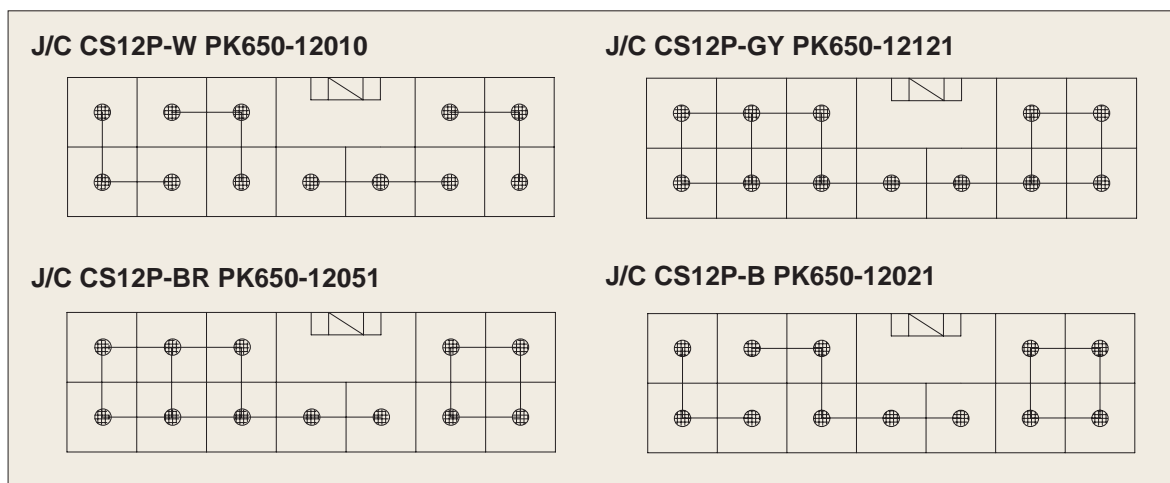 J/C CS12P-W PK650-12010
J/C CS12P-GY PK650-12121
J/C CS12P-BR PK650-12051
J/C CS12P-B PK650-12021